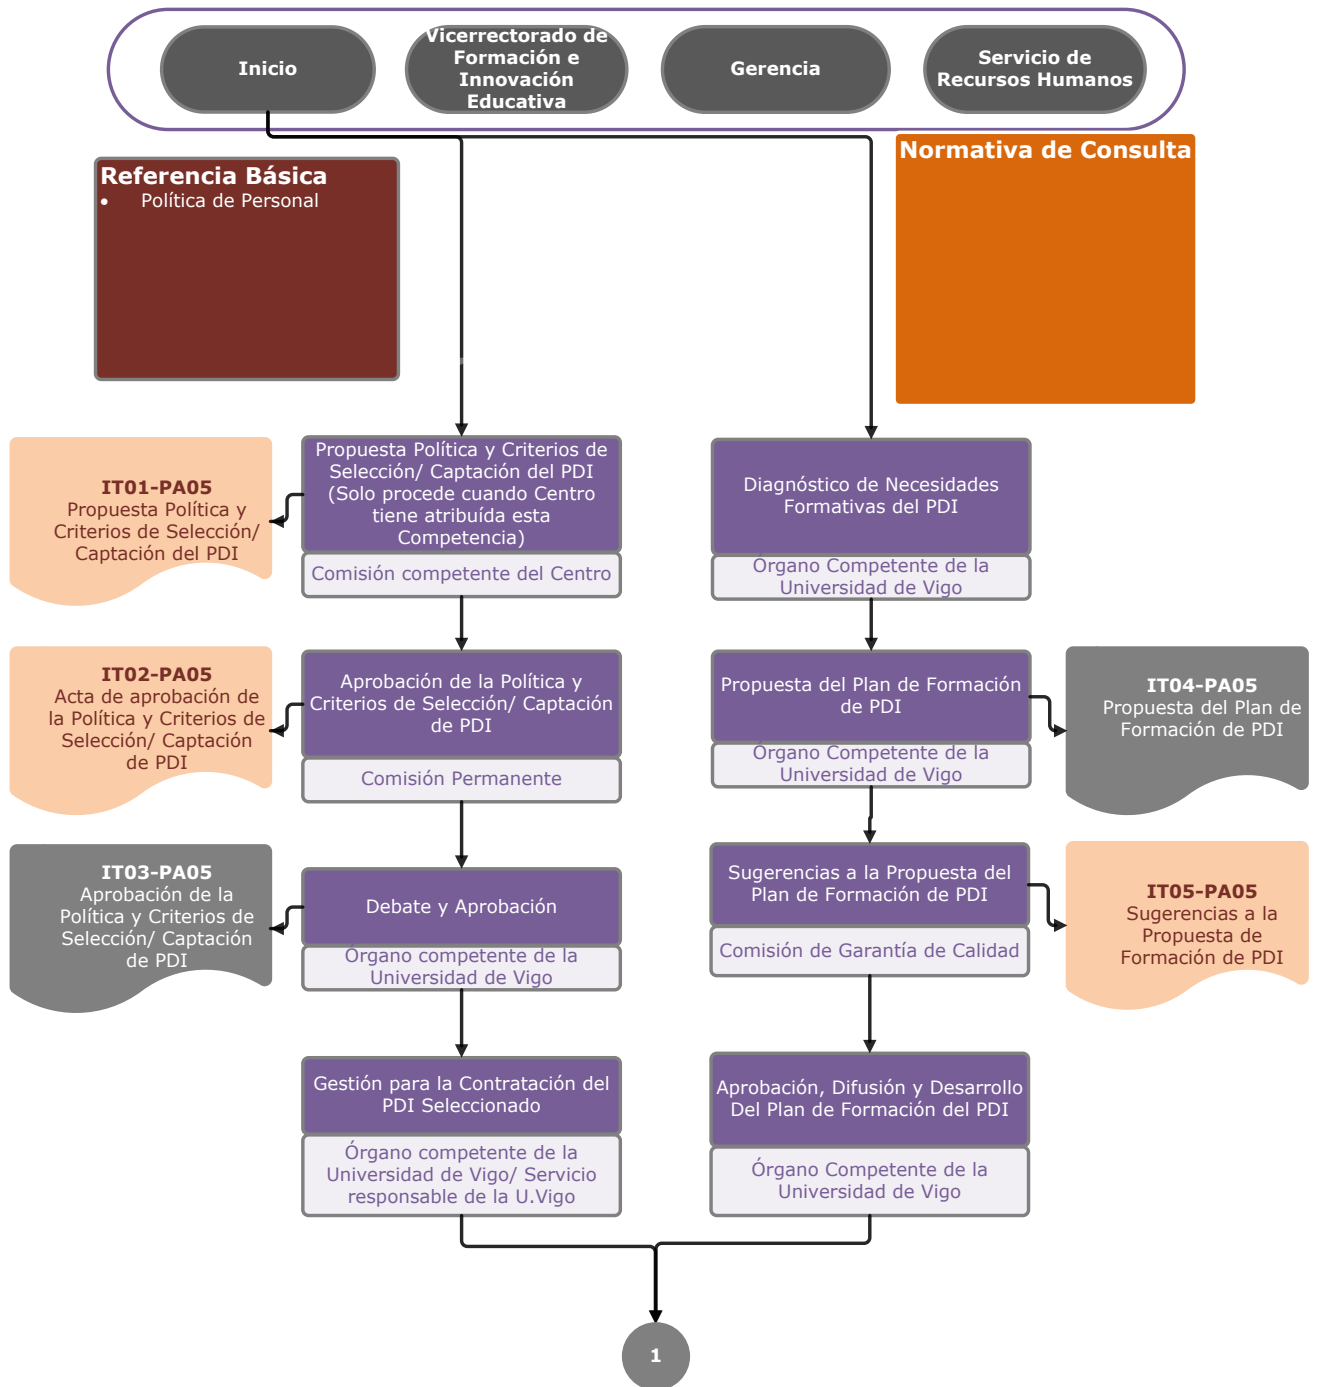 Inicio
Vicerrectorado de
Formación e
Innovación
Educativa
Gerencia
Servicio de
Recursos Humanos
Referencia Básica
• Política de Personal
Normativa de Consulta
IT01-PA05
Propuesta Política y
Criterios de Selección/
Captación del PDI
Propuesta Política y Criterios de
Selección/ Captación del PDI
(Solo procede cuando Centro
tiene atribuída esta
Competencia)
Comisión competente del Centro
Diagnóstico de Necesidades
Formativas del PDI
Órgano Competente de la
Universidad de Vigo
IT02-PA05
Acta de aprobación de
la Política y Criterios de
Selección/ Captación
de PDI
Aprobación de la Política y
Criterios de Selección/ Captación
de PDI
Comisión Permanente
Propuesta del Plan de Formación
de PDI
Órgano Competente de la
Universidad de Vigo
IT04-PA05
Propuesta del Plan de
Formación de PDI
IT03-PA05
Aprobación de la
Política y Criterios de
Selección/ Captación
de PDI
Debate y Aprobación
Órgano competente de la
Universidad de Vigo
Sugerencias a la Propuesta del
Plan de Formación de PDI
Comisión de Garantía de Calidad
IT05-PA05
Sugerencias a la
Propuesta de
Formación de PDI
Gestión para la Contratación del
PDI Seleccionado
Órgano competente de la
Universidad de Vigo/ Servicio
responsable de la U.Vigo
Aprobación, Difusión y Desarrollo
Del Plan de Formación del PDI
Órgano Competente de la
Universidad de Vigo
1